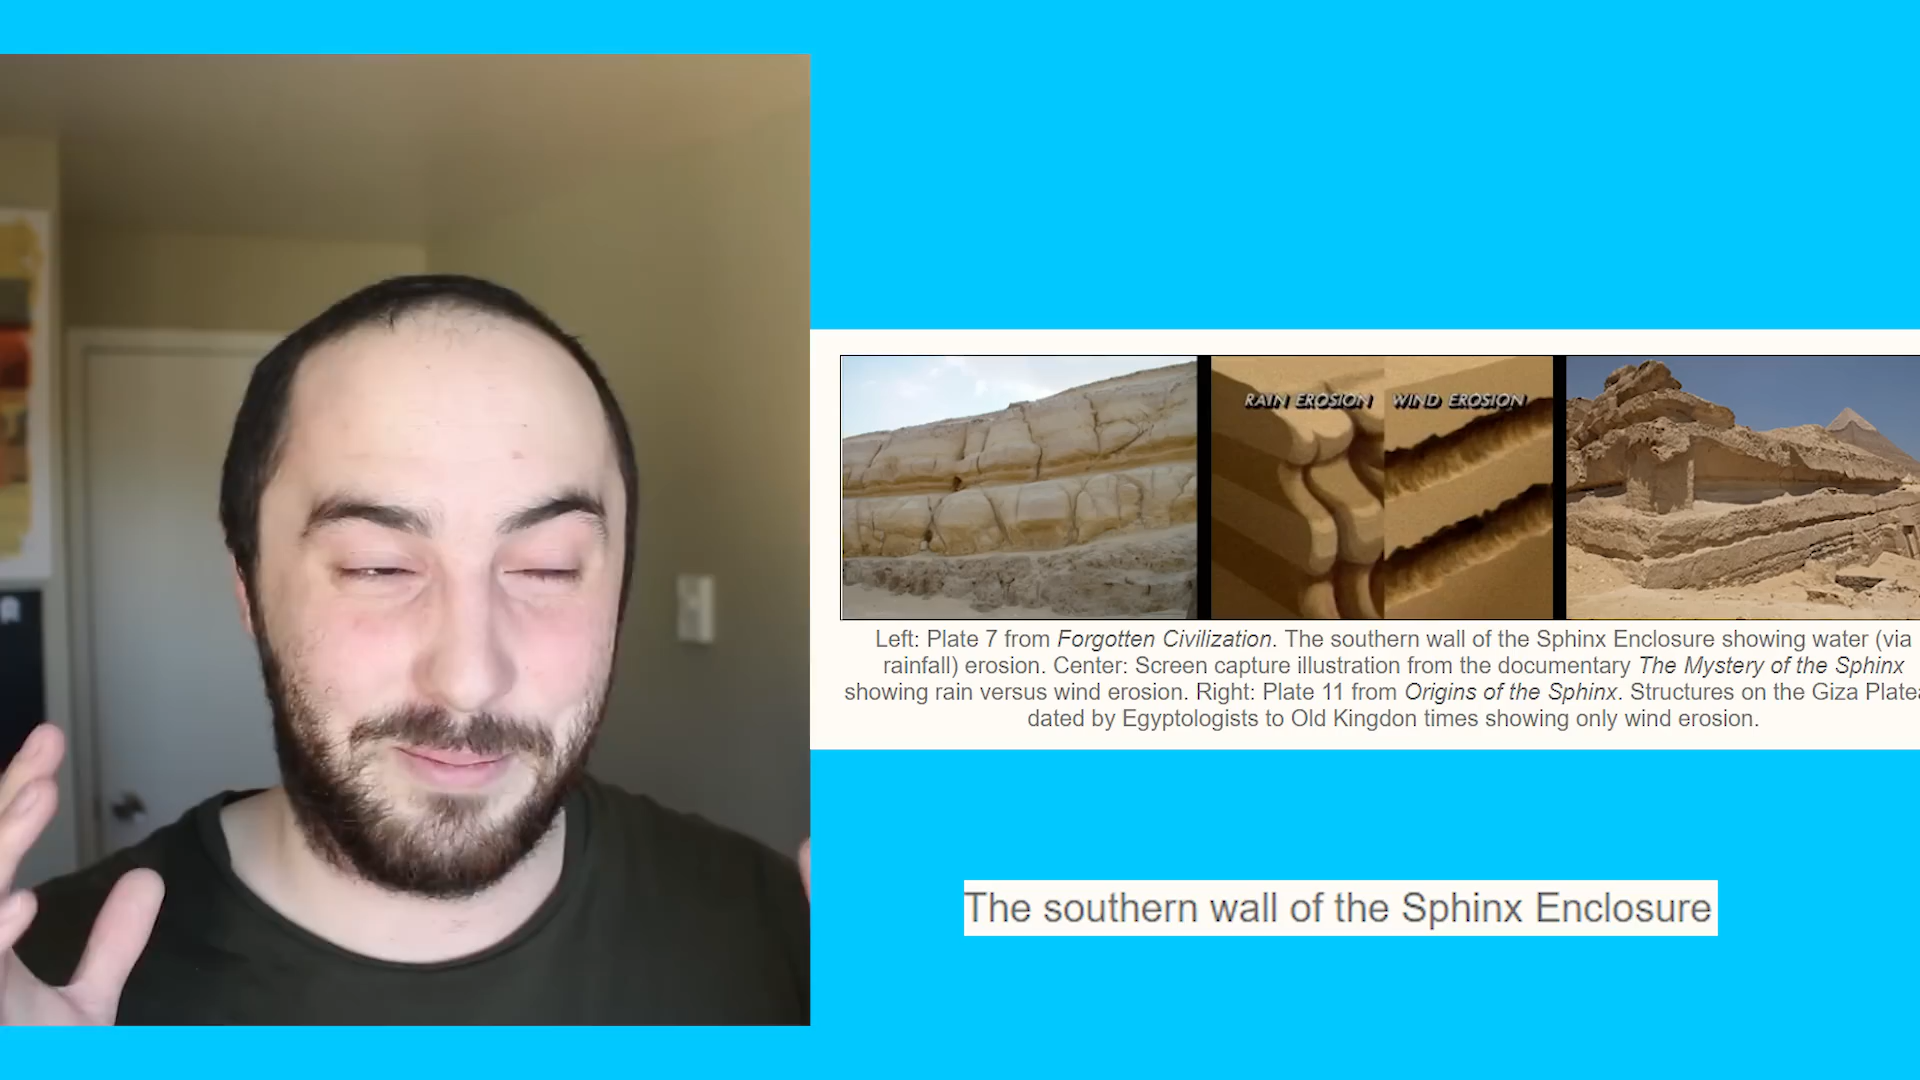 RAIN EROSION WIND EROSION
Left: Plate 7 from Forgotten Civilization. The southern wall of the Sphinx Enclosure showing water (via
rainfall) erosion. Center: Screen capture illustration from the documentary The Mystery of the Sphinx
showing rain versus wind erosion. Right: Plate 11 from Origins of the Sphinx. Structures on the Giza Platea
dated by Egyptologists to Old Kingdon times showing only wind erosion.
The southern wall of the Sphinx Enclosure